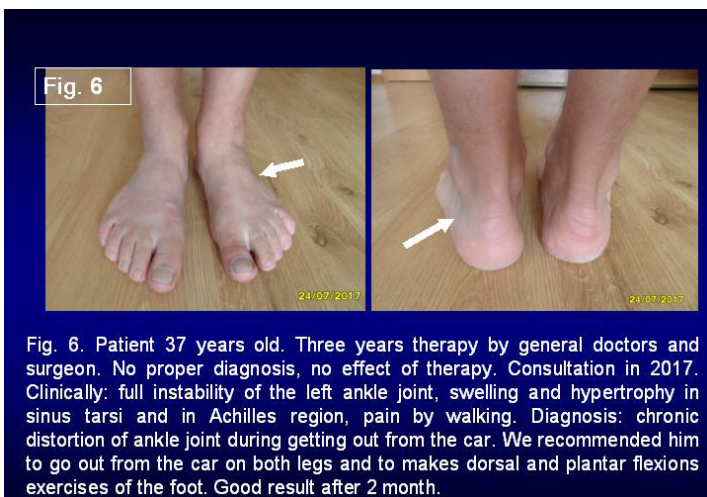 Fig. 6
24/07/2017
24/07/2017
Fig. 6. Patient 37 years old. Three years therapy by general doctors and
surgeon. No proper diagnosis, no effect of therapy. Consultation in 2017.
Clinically: full instability of the left ankle joint, swelling and hypertrophy in
sinus tarsi and in Achilles region, pain by walking. Diagnosis: chronic
distortion of ankle joint during getting out from the car. We recommended him
to go out from the car on both legs and to makes dorsal and plantar flexions
exercises of the foot. Good result after 2 month.